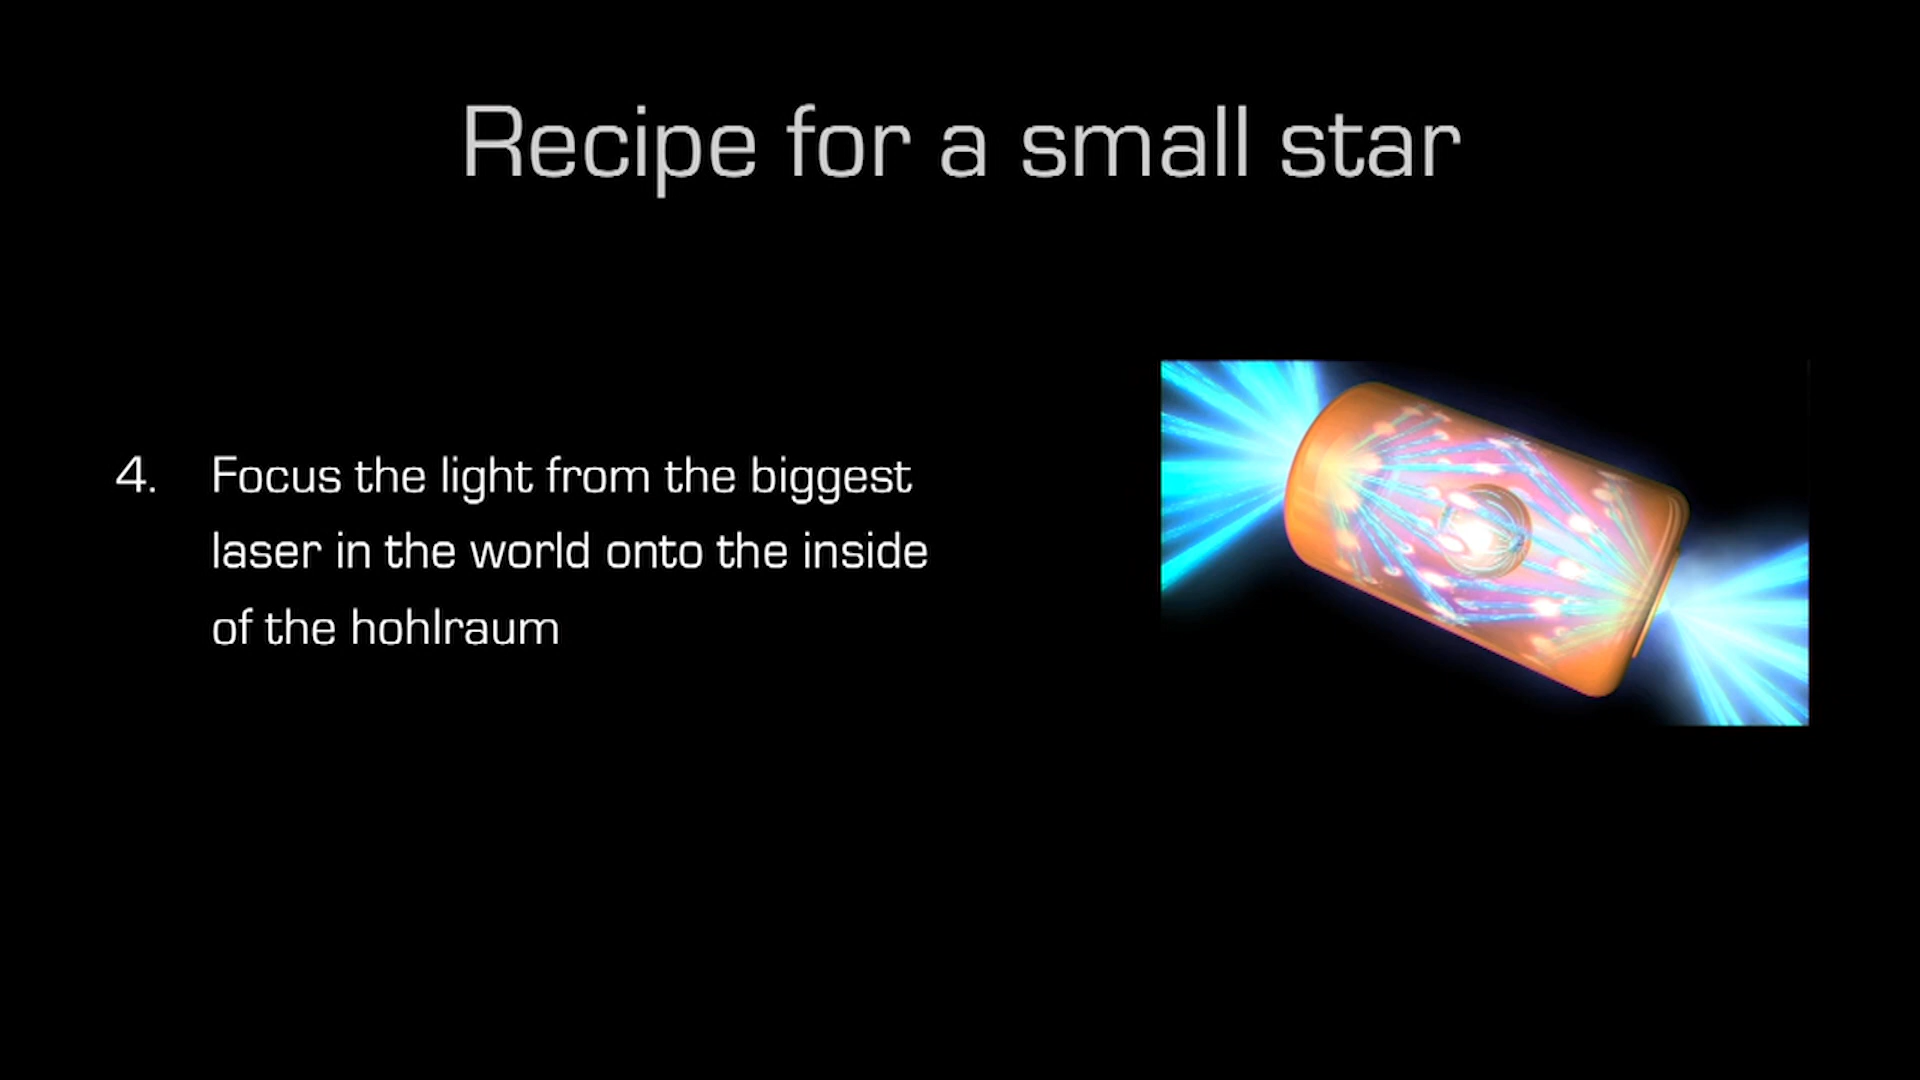 Recipe for a small star
4. Focus the light from the biggest
laser in the world onto the inside
of the hohlraum